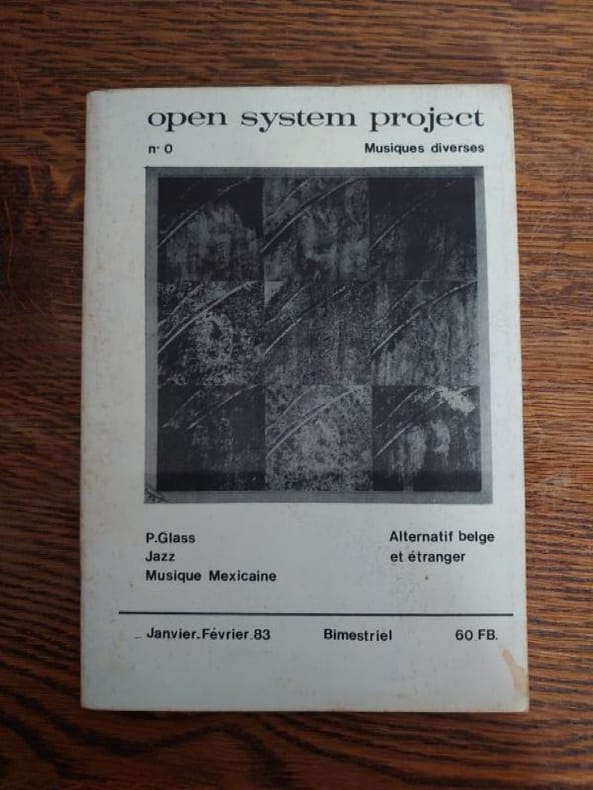 open system project
n° 0 Musiques diverses
P.Glass
Jazz
Musique Mexicaine
Alternatif belge
et étranger
Janvier-Février 83 Bimestriel 60 FB.